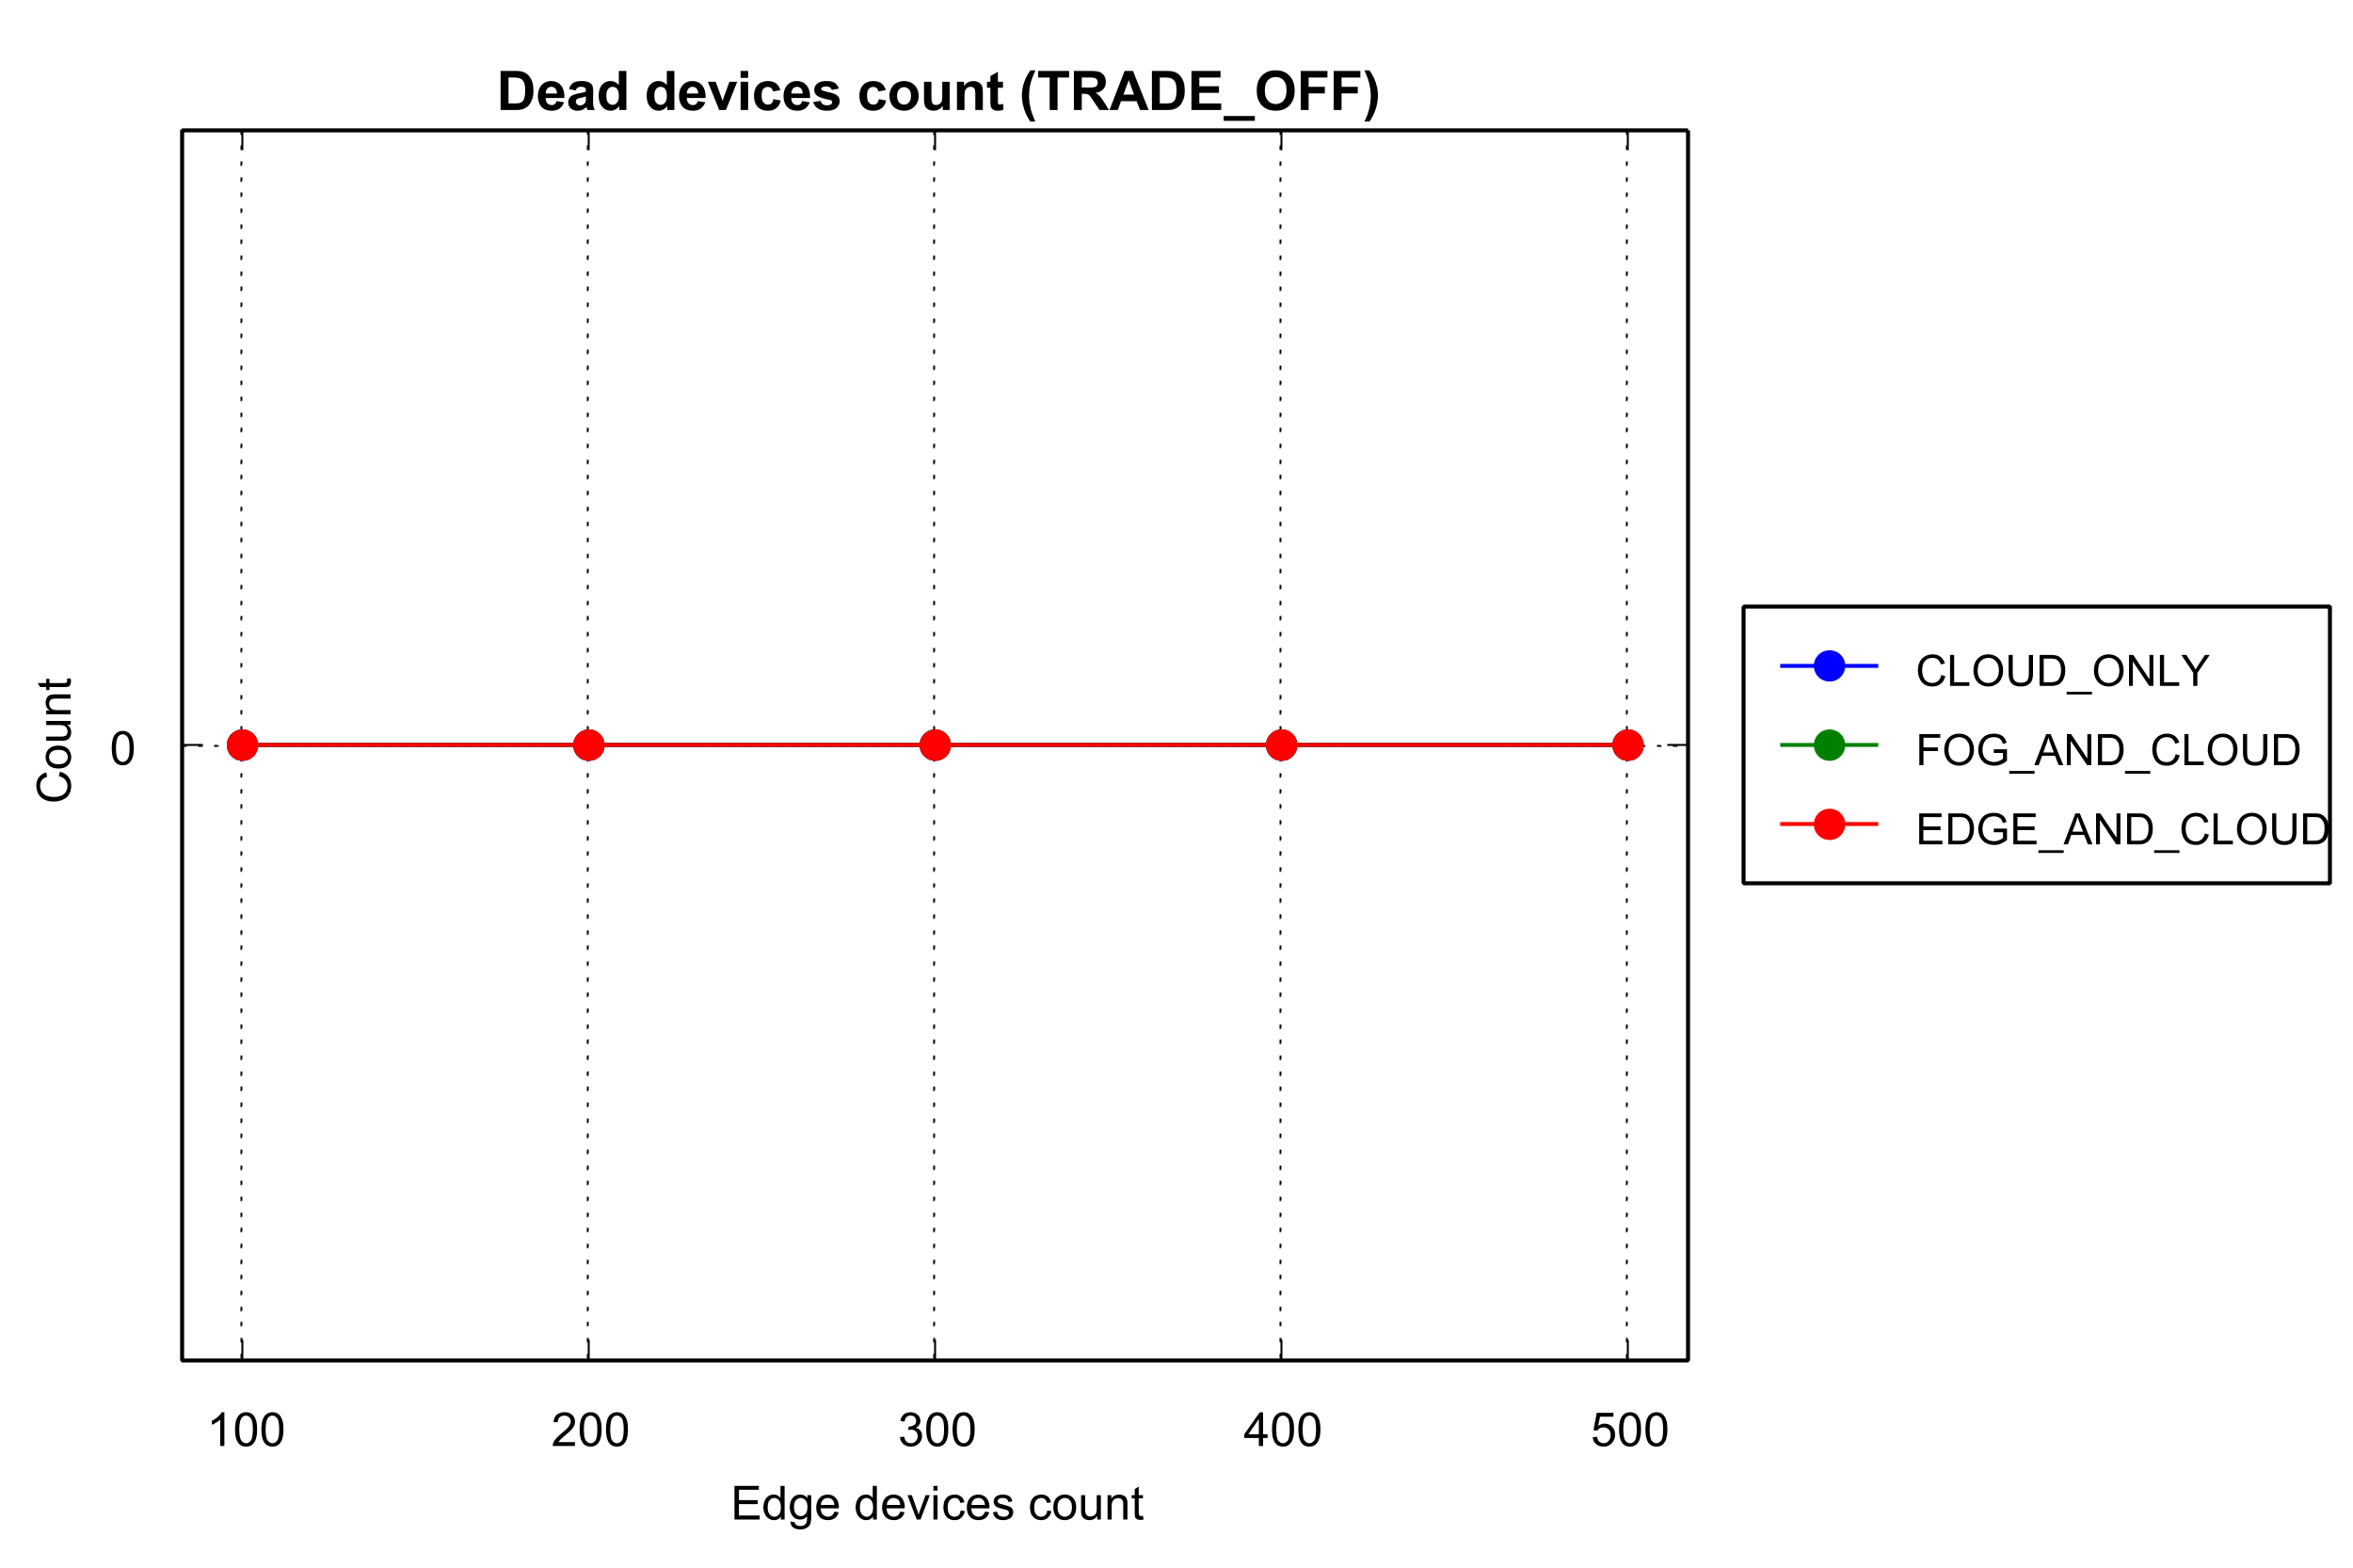 Dead devices count (TRADE_OFF)
Count
0
CLOUD_ONLY
FOG_AND_CLOUD
EDGE_AND_CLOUD
100 200 300 400 500
Edge devices count